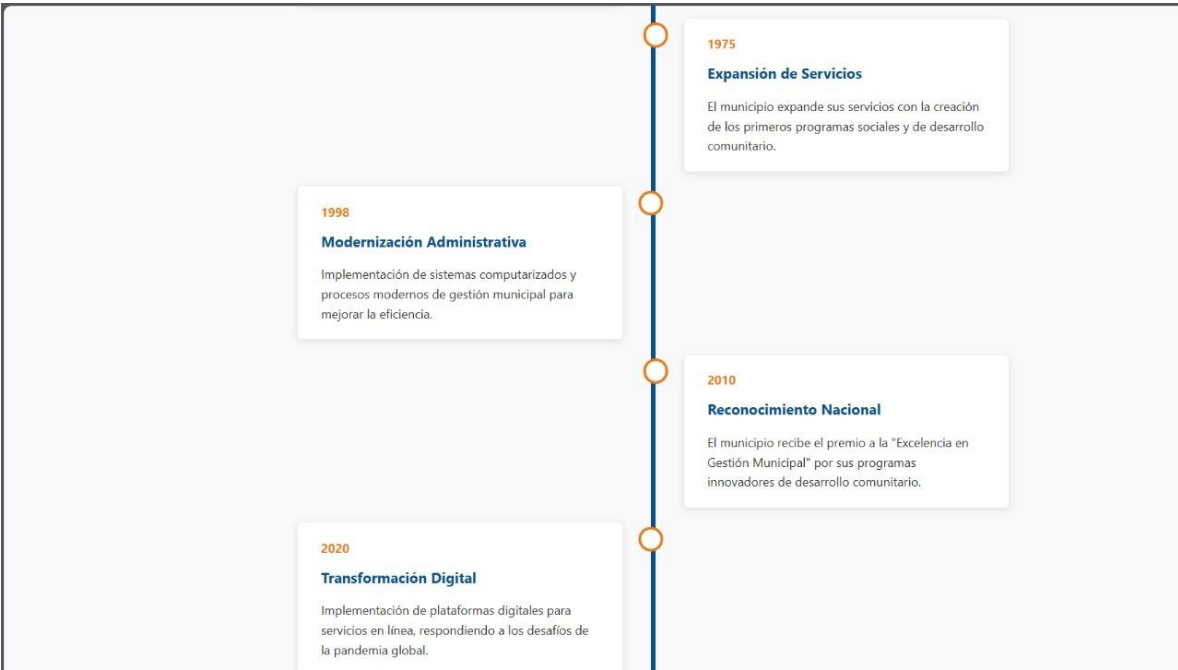 1975
Expansión de Servicios
El municipio expande sus servicios con la creación
de los primeros programas sociales y de desarrollo
comunitario.
1998
Modernización Administrativa
Implementación de sistemas computarizados y
procesos modernos de gestión municipal para
mejorar la eficiencia.
2010
Reconocimiento Nacional
El municipio recibe el premio a la "Excelencia en
Gestión Municipal" por sus programas
innovadores de desarrollo comunitario.
2020
Transformación Digital
Implementación de plataformas digitales para
servicios en línea, respondiendo a los desafíos de
la pandemia global.